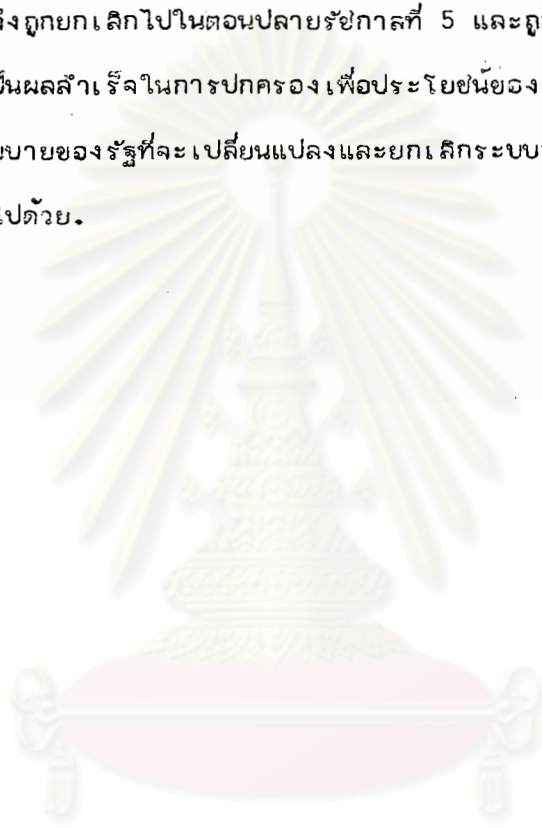 ถูกยกเลิกไปในตอนปลายรัชกาลที่ 5 และ
ผลสำเร็จในการปกครองเพื่อประโยชน์ของ
บายของรัฐที่จะเปลี่ยนแปลงและยกเลิกระบบ
ไปด้วย.